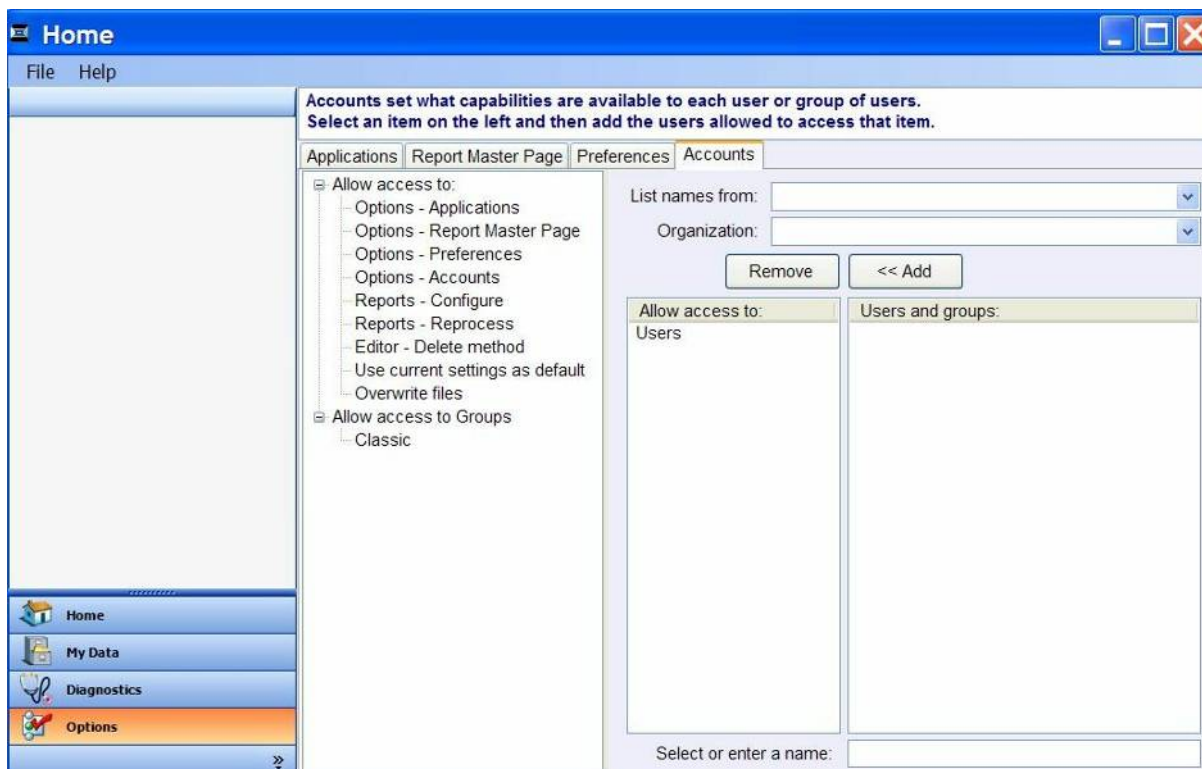 Home
File Help
Accounts set what capabilities are available to each user or group of users.
Select an item on the left and then add the users allowed to access that item.
Applications Report Master Page Preferences Accounts
Allow access to:
Options - Applications
Options - Report Master Page
Options - Preferences
Options - Accounts
Reports - Configure
Reports - Reprocess
Editor - Delete method
Use current settings as default
Overwrite files
Allow access to Groups
Classic
List names from:
Organization:
Remove << Add
Allow access to: Users and groups:
Users
Select or enter a name:
Home
My Data
Diagnostics
Options